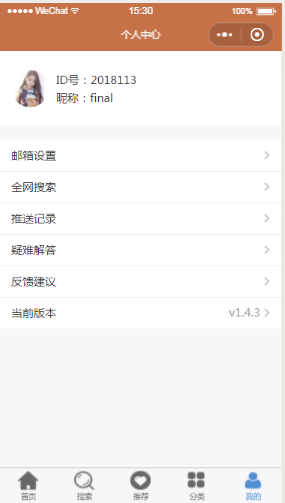 WeChat 15:30 100%
个人中心
ID号：2018113
昵称：final
邮箱设置
全网搜索
推送记录
疑难解答
反馈建议
当前版本 v1.4.3
首页 搜索 推荐 分类 我的